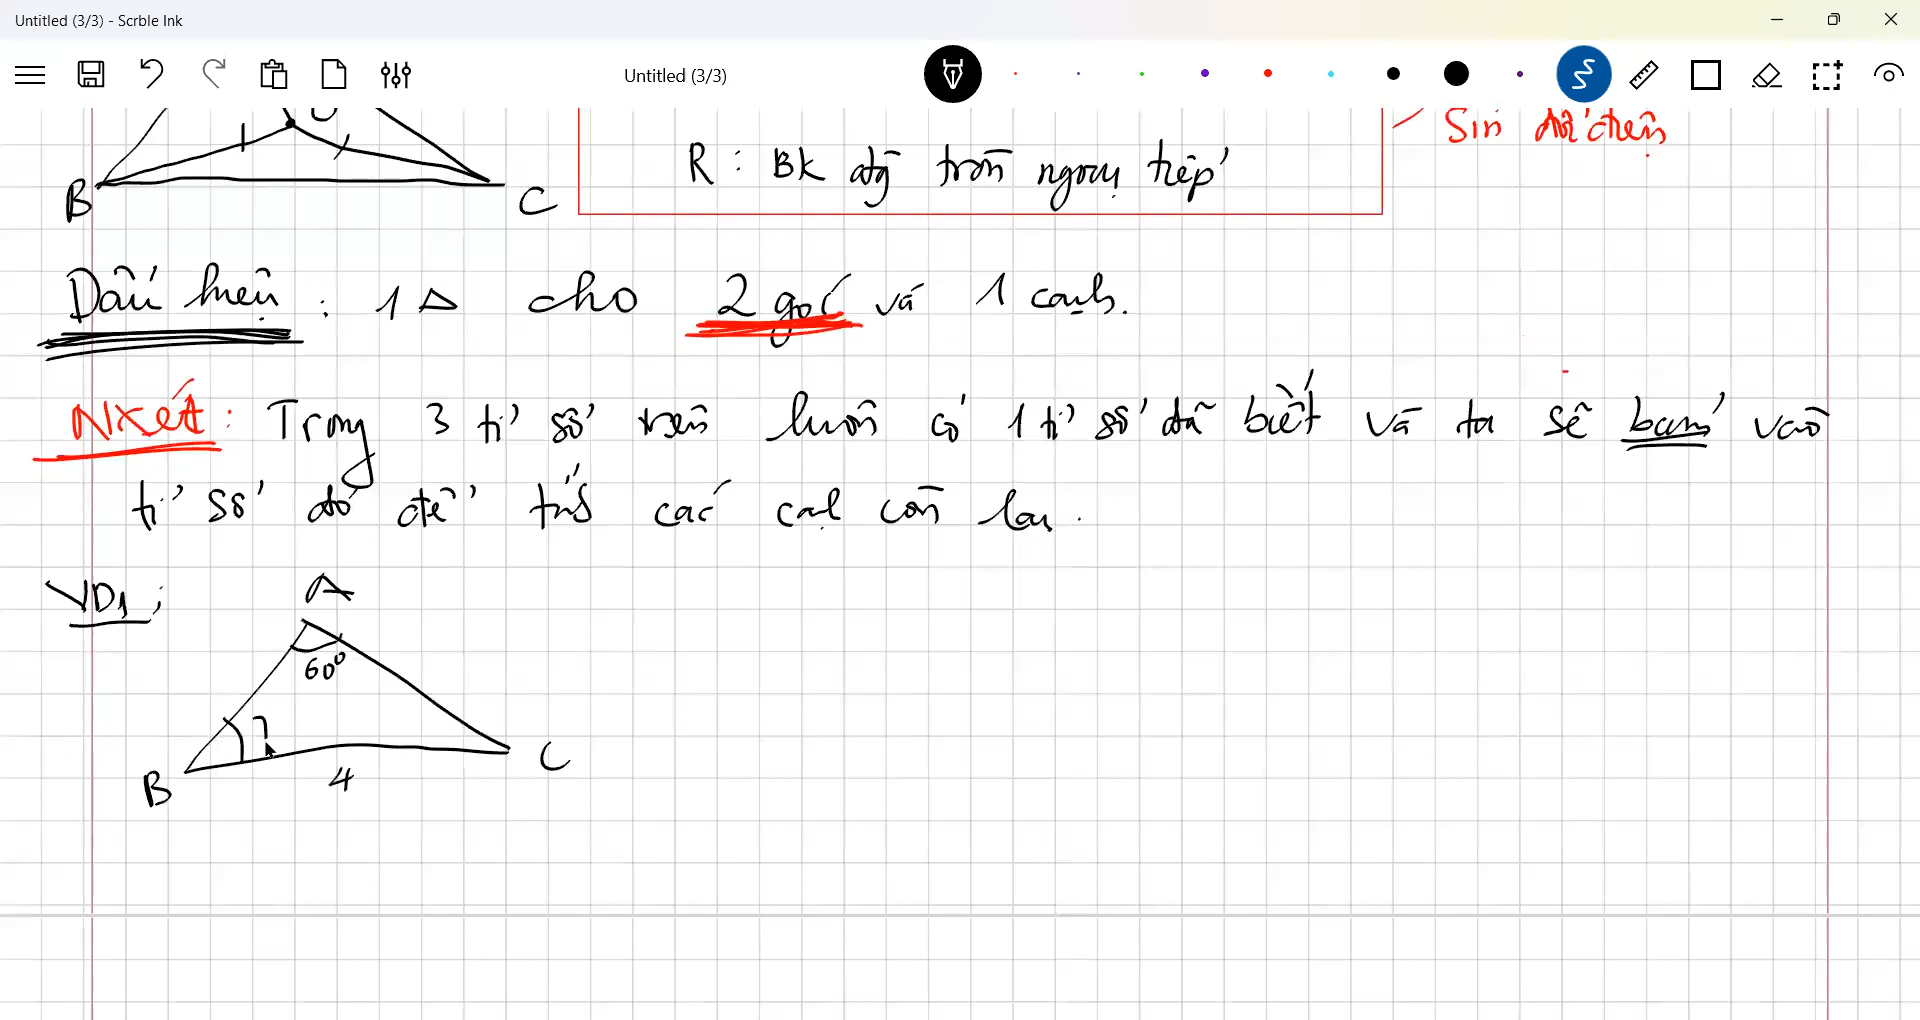 Untitled (3/3) - Scrble Ink
Untitled (3/3)
Sin
R : BK tròn ngoại tiếp
B
C
Dấu hiệu : 1 Δ cho 2 góc và 1 cạnh.
Nxét : Trong 3 tỉ số trên luôn có 1 tỉ số đã biết và ta sẽ bám vào
tỉ số đó để tính các cạnh còn lại.
VD1 :
A
60°
B
C
4